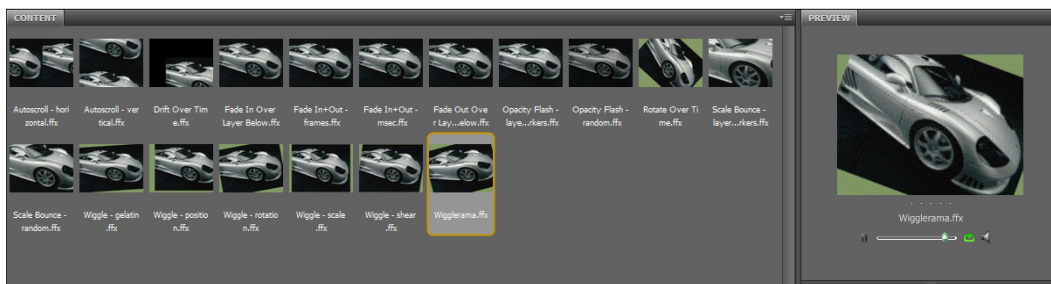 CONTENT
PREVIEW
Autoscroll - hori
zontal.ffx
Autoscroll - ver
tical.ffx
Drift Over Tim
e.ffx
Fade In Over
Layer Below.ffx
Fade In+Out -
frames.ffx
Fade In+Out -
msec.ffx
Fade Out Ove
r Lay...elow.ffx
Opacity Flash -
laye...rkers.ffx
Opacity Flash -
random.ffx
Rotate Over Ti
me.ffx
Scale Bounce -
layer...rkers.ffx
Scale Bounce -
random.ffx
Wiggle - gelatin
.ffx
Wiggle - positio
n.ffx
Wiggle - rotatio
n.ffx
Wiggle - scale
.ffx
Wiggle - shear
.ffx
Wigglerama.ffx
Wigglerama.ffx